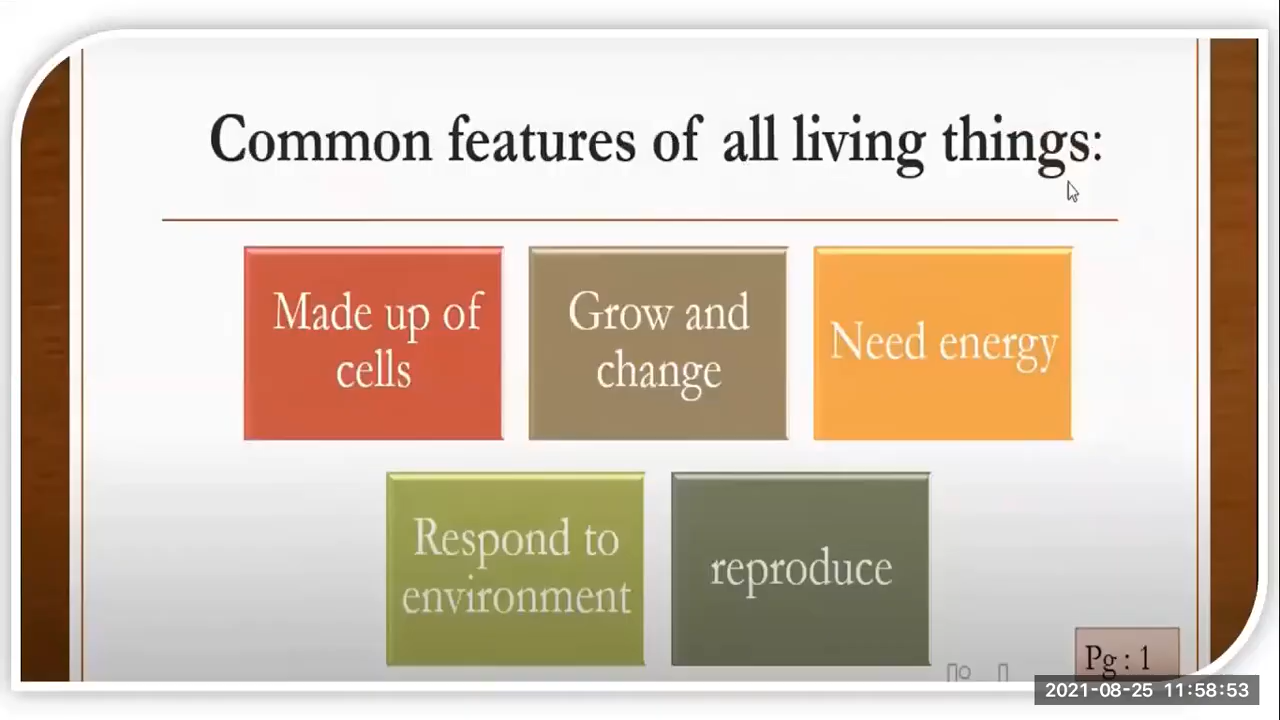 Common features of all living things:
Made up of
cells
Grow and
change
Need energy
Respond to
environment
reproduce
Pg : 1
2021-08-25 11:58:53